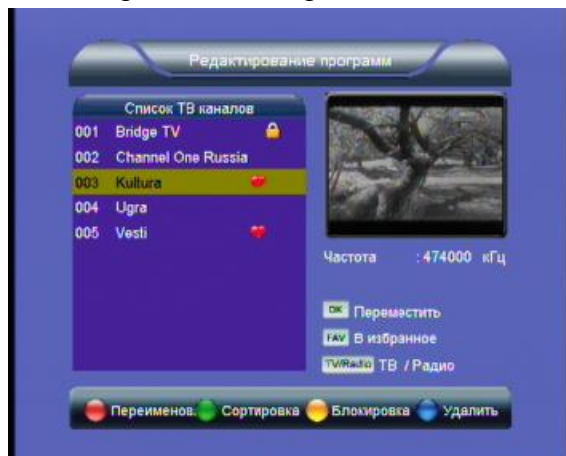 Редактирование программ
Список ТВ каналов
001 Bridge TV
002 Channel One Russia
003 Kultura
004 Ugra
005 Vesti
Частота : 474000 кГц
OK Переместить
FAV В избранное
TV/Radio ТВ / Радио
Переименов. Сортировка Блокировка Удалить